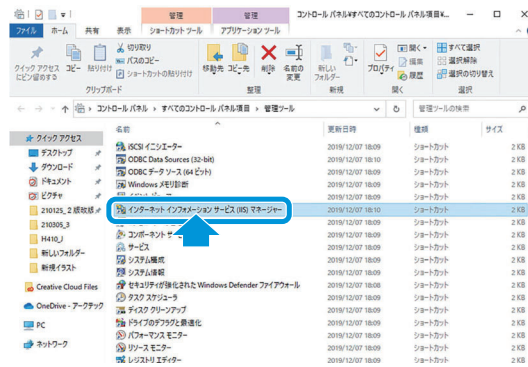 管理
管理
コントロール パネル¥すべてのコントロール パネル項目¥...
ファイル
ホーム
共有
表示
ショートカット ツール
アプリケーション ツール
クイック アクセス
にピン留めする
コピー
貼り付け
切り取り
パスのコピー
ショートカットの貼り付け
クリップボード
移動先
コピー先
削除
名前の
変更
整理
新しい
フォルダー
新規
プロパティ
開く
編集
履歴
開く
すべて選択
選択解除
選択の切り替え
選択
コントロール パネル › すべてのコントロール パネル項目 › 管理ツール
管理ツールの検索
クイック アクセス
デスクトップ
ダウンロード
ドキュメント
ピクチャ
210125_2 版改版
210305_3
H410_J
新しいフォルダー
新規イラスト
Creative Cloud Files
OneDrive - アークテック
PC
ネットワーク
名前 更新日時 種類 サイズ
iSCSI イニシエーター 2019/12/07 18:09 ショートカット 2 KB
ODBC Data Sources (32-bit) 2019/12/07 18:10 ショートカット 2 KB
ODBC データ ソース (64 ビット) 2019/12/07 18:09 ショートカット 2 KB
Windows メモリ診断 2019/12/07 18:09 ショートカット 2 KB
2019/12/07 18:09 ショートカット 2 KB
インターネット インフォメーション サービス (IIS) マネージャー 2019/12/07 18:10 ショートカット 2 KB
2019/12/07 18:09 ショートカット 2 KB
コンポーネント サービス 2019/12/07 18:09 ショートカット 2 KB
サービス 2019/12/07 18:09 ショートカット 2 KB
システム構成 2019/12/07 18:09 ショートカット 2 KB
システム情報 2019/12/07 18:09 ショートカット 2 KB
セキュリティが強化された Windows Defender ファイアウォール 2019/12/07 18:08 ショートカット 2 KB
タスク スケジューラ 2019/12/07 18:09 ショートカット 2 KB
ディスク クリーンアップ 2019/12/07 18:09 ショートカット 2 KB
ドライブのデフラグと最適化 2019/12/07 18:09 ショートカット 2 KB
パフォーマンス モニター 2019/12/07 18:09 ショートカット 2 KB
リソース モニター 2019/12/07 18:09 ショートカット 2 KB
レジストリ エディター 2019/12/07 18:09 ショートカット 2 KB